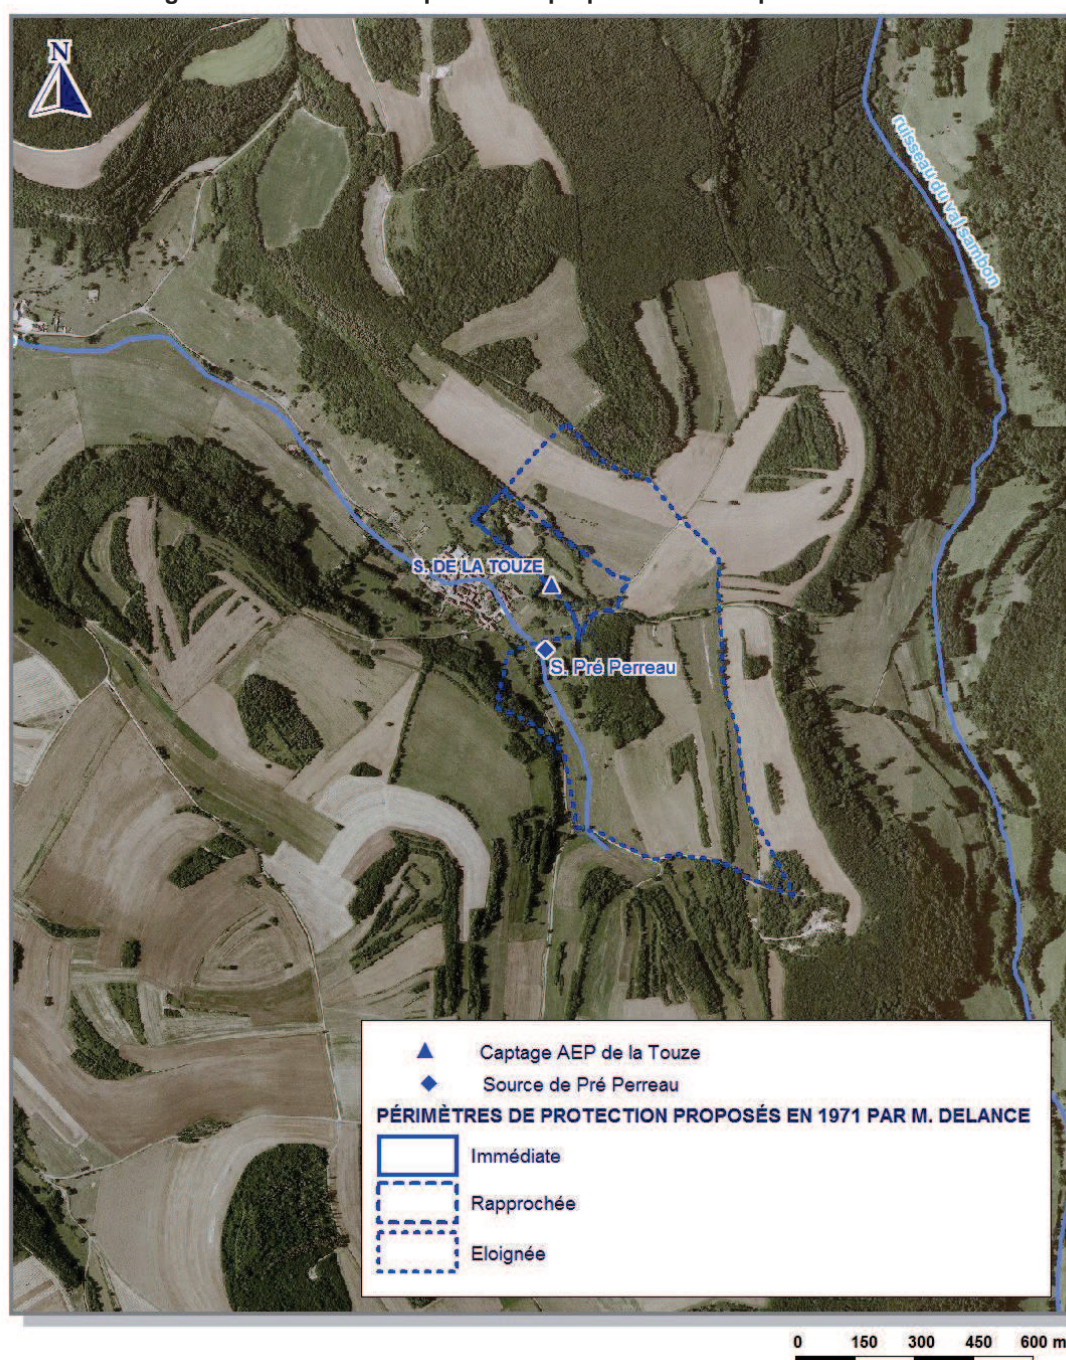 N
ruisseau du val sambon
S. DE LA TOUZE
S. Pré Perreau
Captage AEP de la Touze
Source de Pré Perreau
PÉRIMÈTRES DE PROTECTION PROPOSÉS EN 1971 PAR M. DELANCE
Immédiate
Rapprochée
Eloignée
0 150 300 450 600 m